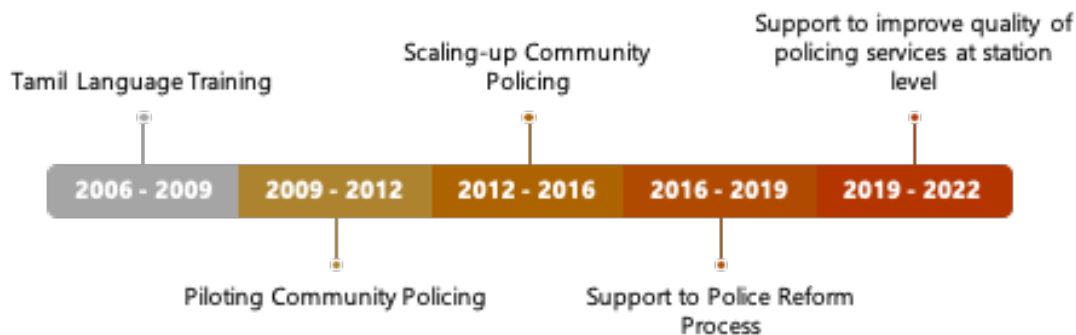 Support to improve quality of
policing services at station
level
Scaling-up Community
Policing
Tamil Language Training
2006 - 2009
2009 - 2012
2012 - 2016
2016 - 2019
2019 - 2022
Piloting Community Policing
Support to Police Reform
Process